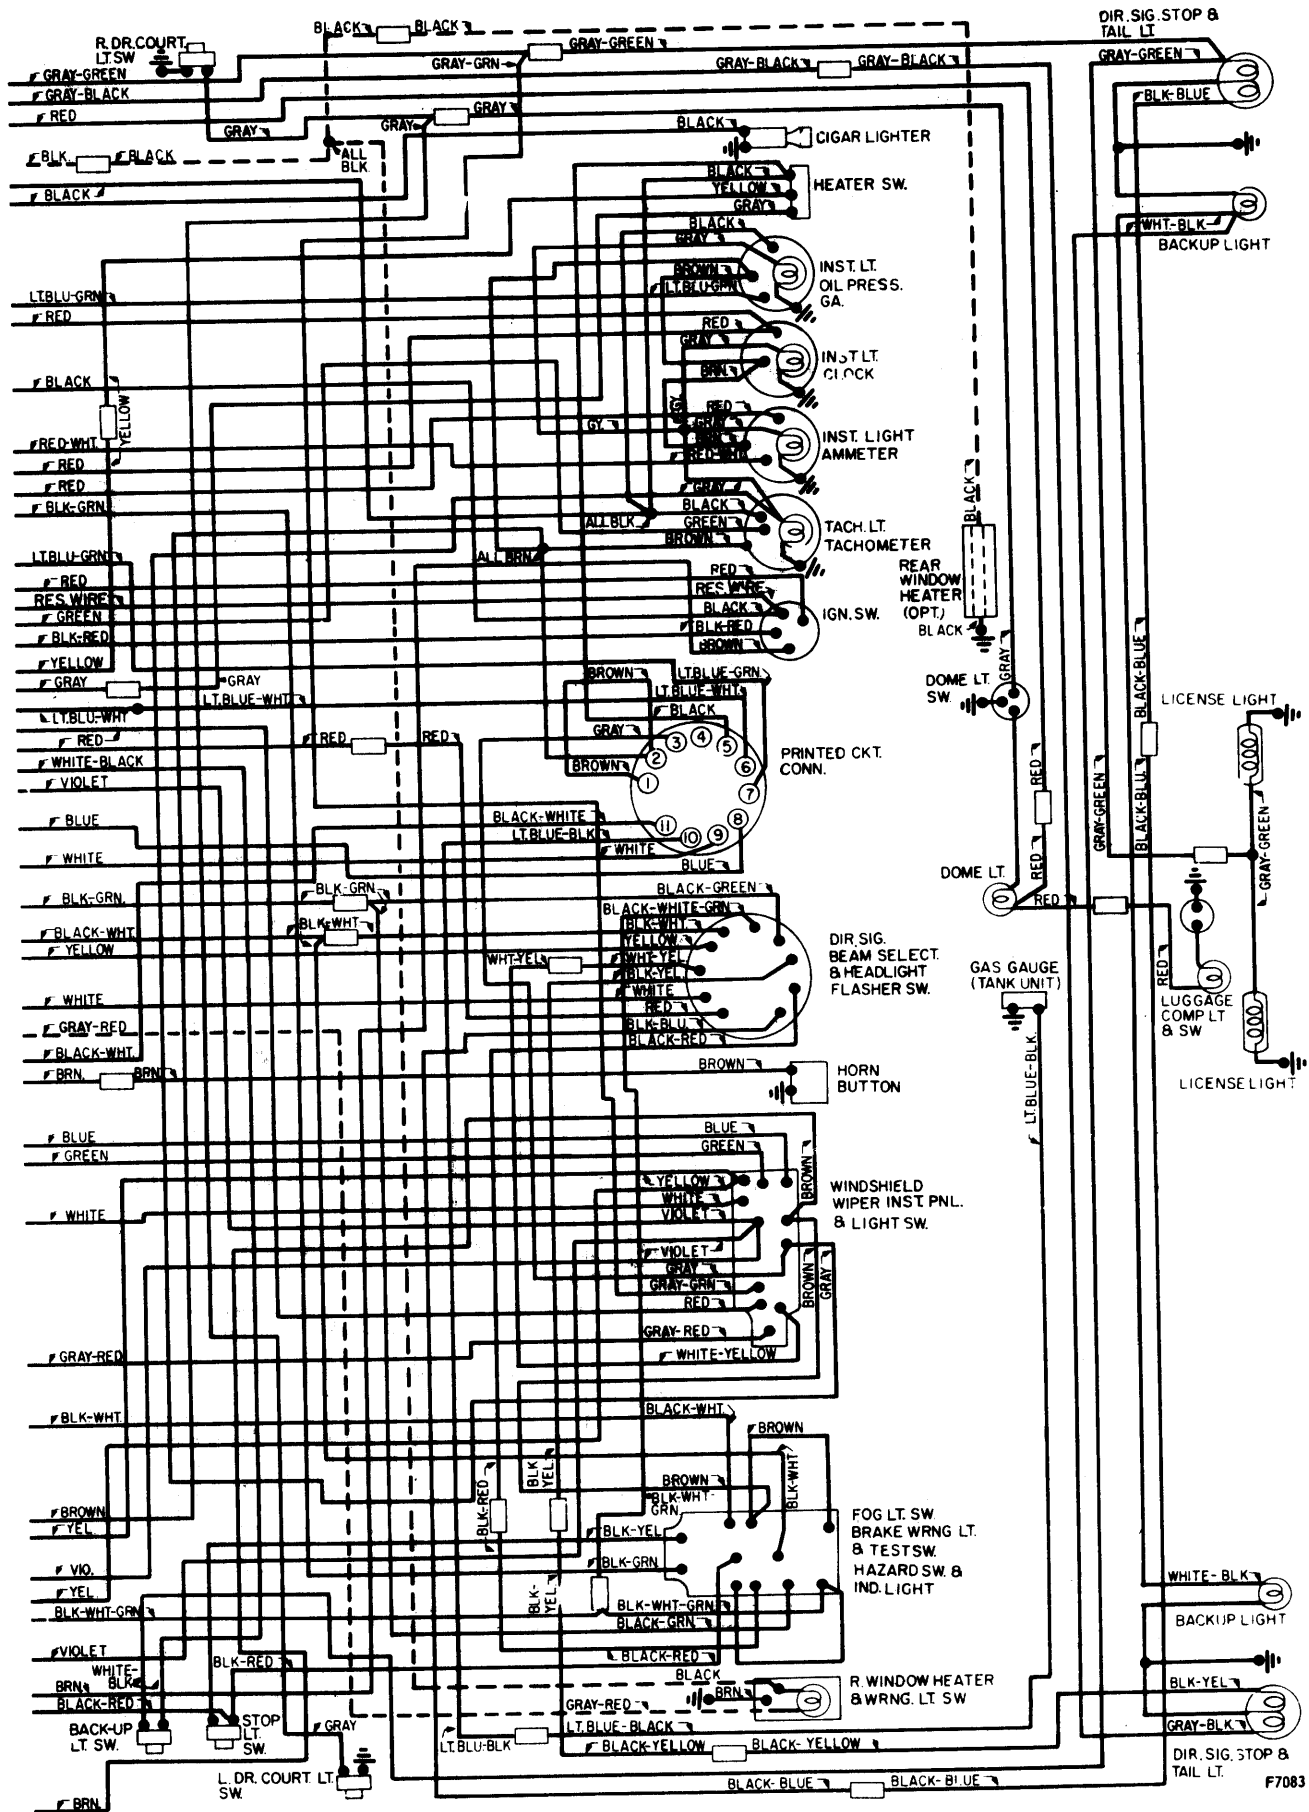 BLACK
BLACK
DIR. SIG. STOP &
TAIL LT.
R. DR. COURT.
LT. SW
GRAY-GREEN
GRAY-GREEN
GRAY-GRN
GRAY-GREEN
GRAY-BLACK
GRAY-BLACK
GRAY-BLACK
BLK-BLUE
RED
GRAY
GRAY
GRAY
BLACK
CIGAR LIGHTER
BLK.
BLACK
ALL
BLK.
BLACK
BLACK
YELLOW
GRAY
HEATER SW.
WHT-BLK
BACKUP LIGHT
BLACK
GRAY
BROWN
LT.BLU-GRN
INST. LT.
OIL PRESS.
GA.
LT.BLU-GRN
RED
RED
GRAY
BRN
INST LT.
CLOCK
BLACK
YELLOW
GY
GY.
RED
GRAY
BRN
RED-WHT.
INST. LIGHT
AMMETER
RED-WHT.
RED
RED
BLK-GRN
GRAY
BLACK
ALL BLK
GREEN
BROWN
TACH. LT.
TACHOMETER
BLACK
LT.BLU-GRN
ALL BRN
RED
RES. WIRE
GREEN
BLK-RED
YELLOW
GRAY
GRAY
RED
RES. WIRE
BLACK
BLK-RED
BROWN
IGN. SW.
REAR
WINDOW
HEATER
(OPT.)
BLACK
GRAY
BLACK-BLUE
BROWN
LT.BLUE-GRN
LT.BLUE-WHT.
LT.BLUE-WHT
BLACK
DOME LT.
SW.
LICENSE LIGHT
LT.BLU-WHT
RED
RED
RED
GRAY
BROWN
1
2
3
4
5
6
7
8
9
10
11
PRINTED CKT.
CONN.
WHITE-BLACK
VIOLET
RED
GRAY-GREEN
BLACK-BLU.
GRAY-GREEN
BLUE
WHITE
BLACK-WHITE
LT.BLUE-BLK
WHITE
BLUE
BLK-GRN.
BLK-GRN
BLACK-GREEN
DOME LT.
RED
RED
BLACK-WHT.
BLK-WHT
YELLOW
BLACK-WHITE-GRN
BLK-WHT.
YELLOW
WHT-YEL
WHT-YEL
BLK-YEL.
WHITE
RED
BLK-BLU.
BLACK-RED
DIR. SIG.
BEAM SELECT.
& HEADLIGHT
FLASHER SW.
GAS GAUGE
(TANK UNIT)
RED
LUGGAGE
COMP LT
& SW
WHITE
GRAY-RED
BLACK-WHT.
BRN.
BRN
BROWN
HORN
BUTTON
LT.BLUE-BLK.
LICENSE LIGHT
BLUE
GREEN
BLUE
GREEN
BROWN
YELLOW
WHITE
VIOLET
WINDSHIELD
WIPER INST. PNL.
& LIGHT SW.
WHITE
VIOLET
GRAY
GRAY-GRN
RED
BROWN
GRAY
GRAY-RED
WHITE-YELLOW
GRAY-RED
BLK-WHT.
BLACK-WHT.
BROWN
BLK-WHT
BLK-RED
BLK
YEL.
BROWN
BLK-WHT-
GRN
BROWN
YEL
BLK-YEL
BLK-GRN
FOG LT. SW.
BRAKE WRNG LT.
& TEST SW.
HAZARD SW. &
IND. LIGHT
VIO.
YEL
BLK-WHT-GRN
BLK-
YEL
BLK-WHT-GRN
BLACK-GRN
WHITE-BLK
BACKUP LIGHT
VIOLET
WHITE-
BLK
BLK-RED
BLACK-RED
BRN.
BLACK-RED
BLACK
BRN
GRAY-RED
R. WINDOW HEATER
& WRNG. LT. SW
BLK-YEL
GRAY-BLK
BACK-UP
LT. SW.
STOP
LT.
SW.
GRAY
LT.BLU-BLK
LT.BLUE-BLACK
BLACK-YELLOW
BLACK-YELLOW
DIR. SIG. STOP &
TAIL LT.
L. DR. COURT. LT.
SW.
BLACK-BLUE
BLACK-BLUE
F7083
BRN.